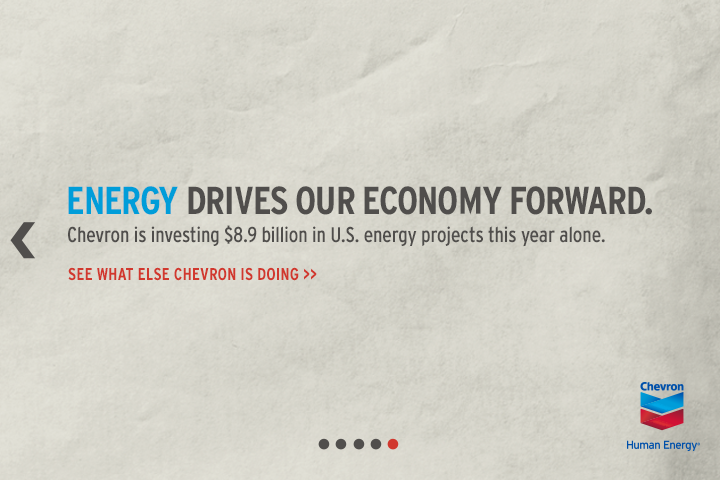 ENERGY DRIVES OUR ECONOMY FORWARD.
Chevron is investing $8.9 billion in U.S. energy projects this year alone.
SEE WHAT ELSE CHEVRON IS DOING >>
Chevron
Human Energy®